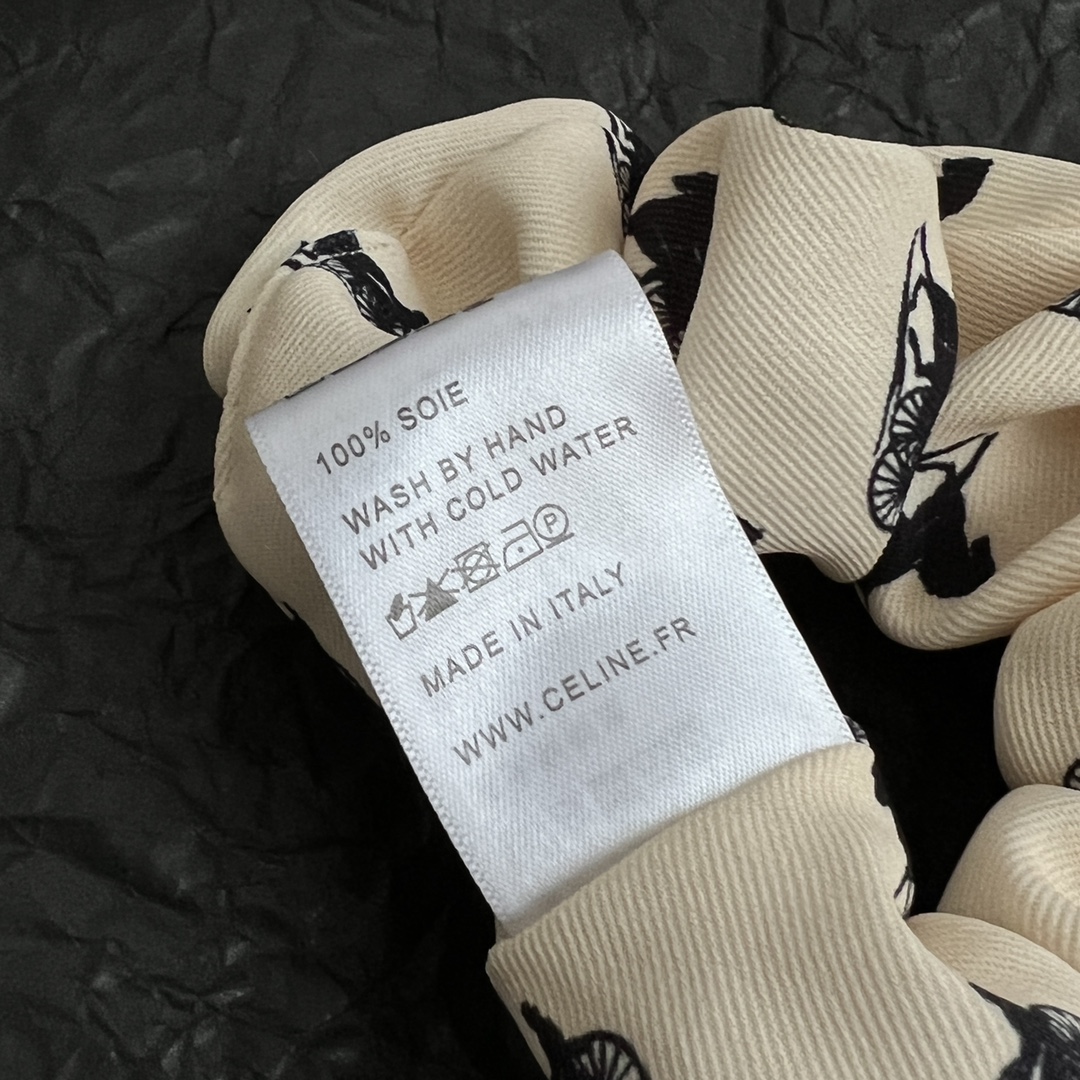 100% SOIE
WASH BY HAND
WITH COLD WATER
P
MADE IN ITALY
WWW.CELINE.FR